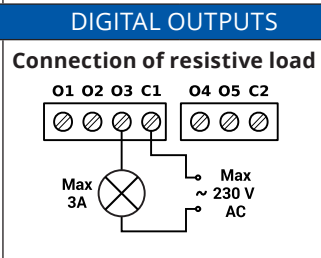 DIGITAL OUTPUTS
Connection of resistive load
O1 O2 O3 C1 O4 O5 C2
Max
3A
Max
~ 230 V
AC